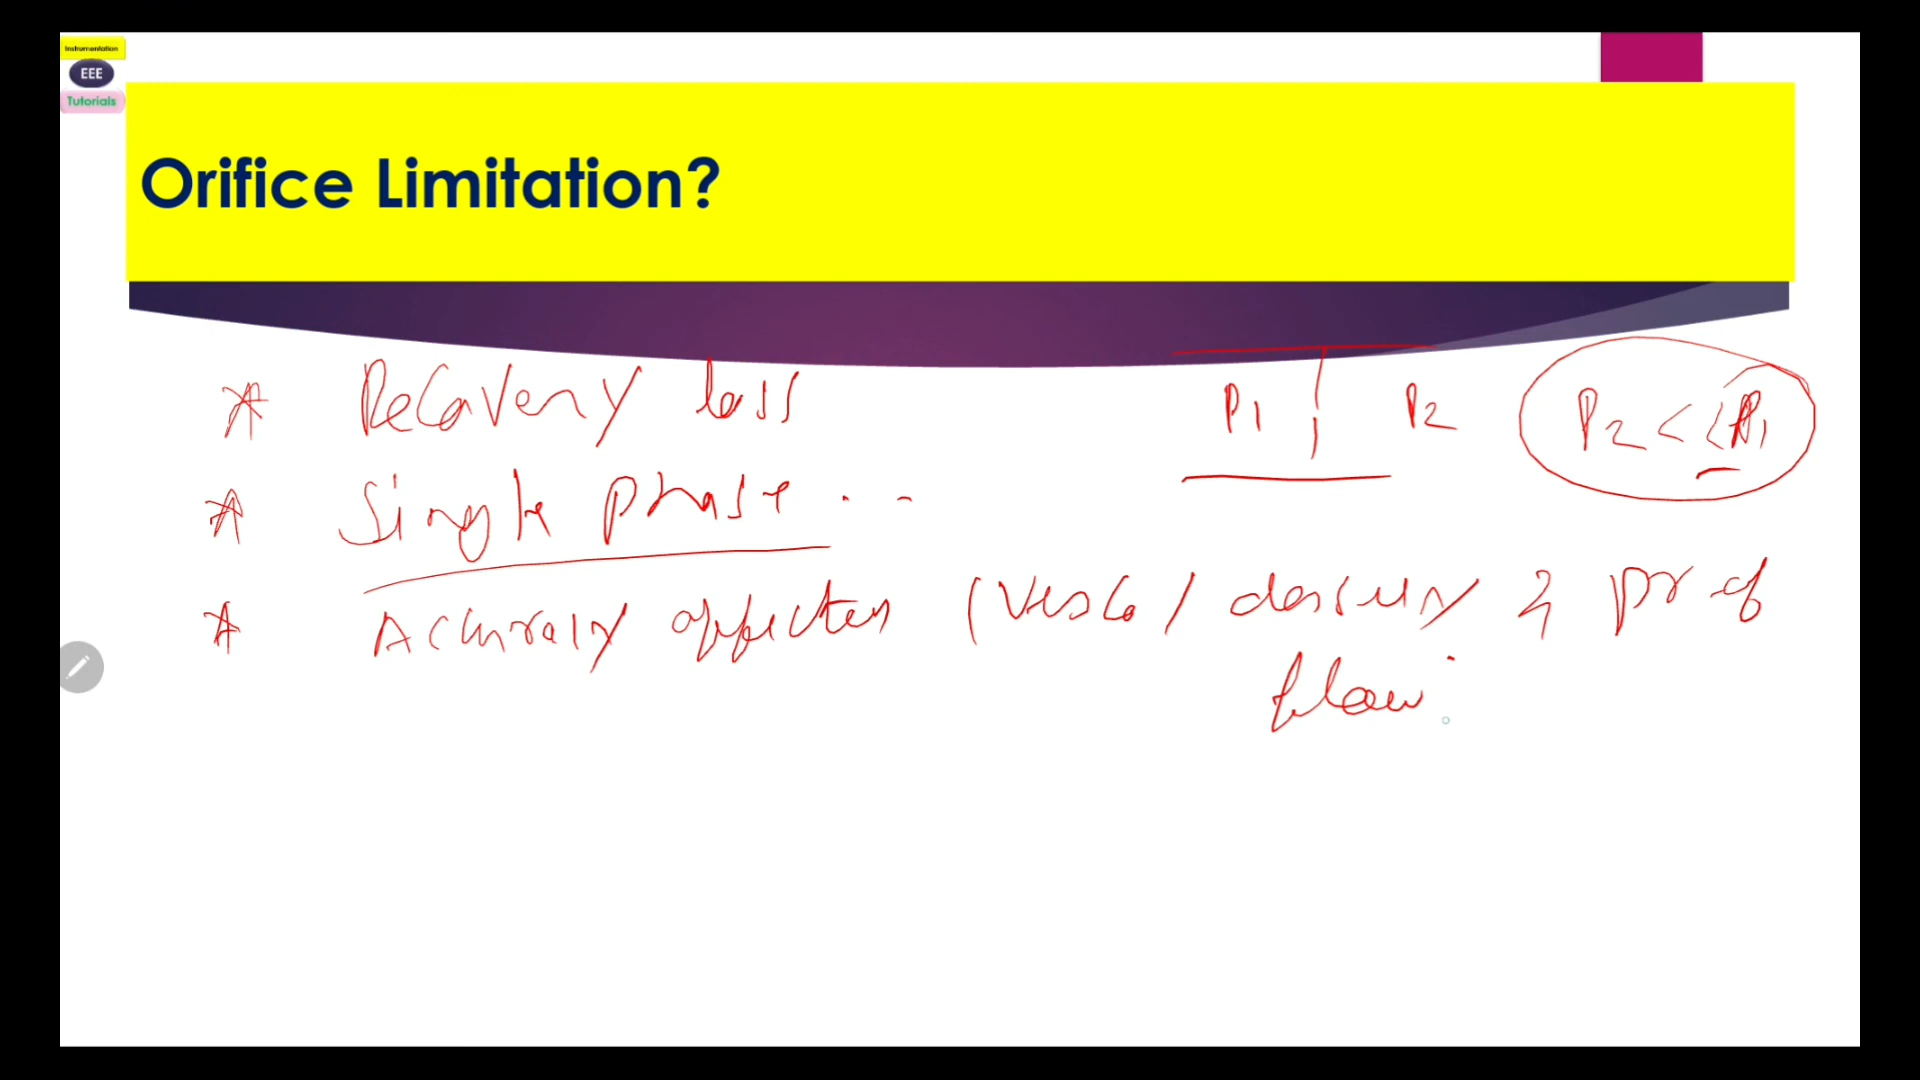 Instrumentation
EEE
Tutorials
Orifice Limitation?
* Recovery loss
P1 P2 P2 << P1
* Single phase . .
* Accuracy affected (Visco / density & pr of
flow.